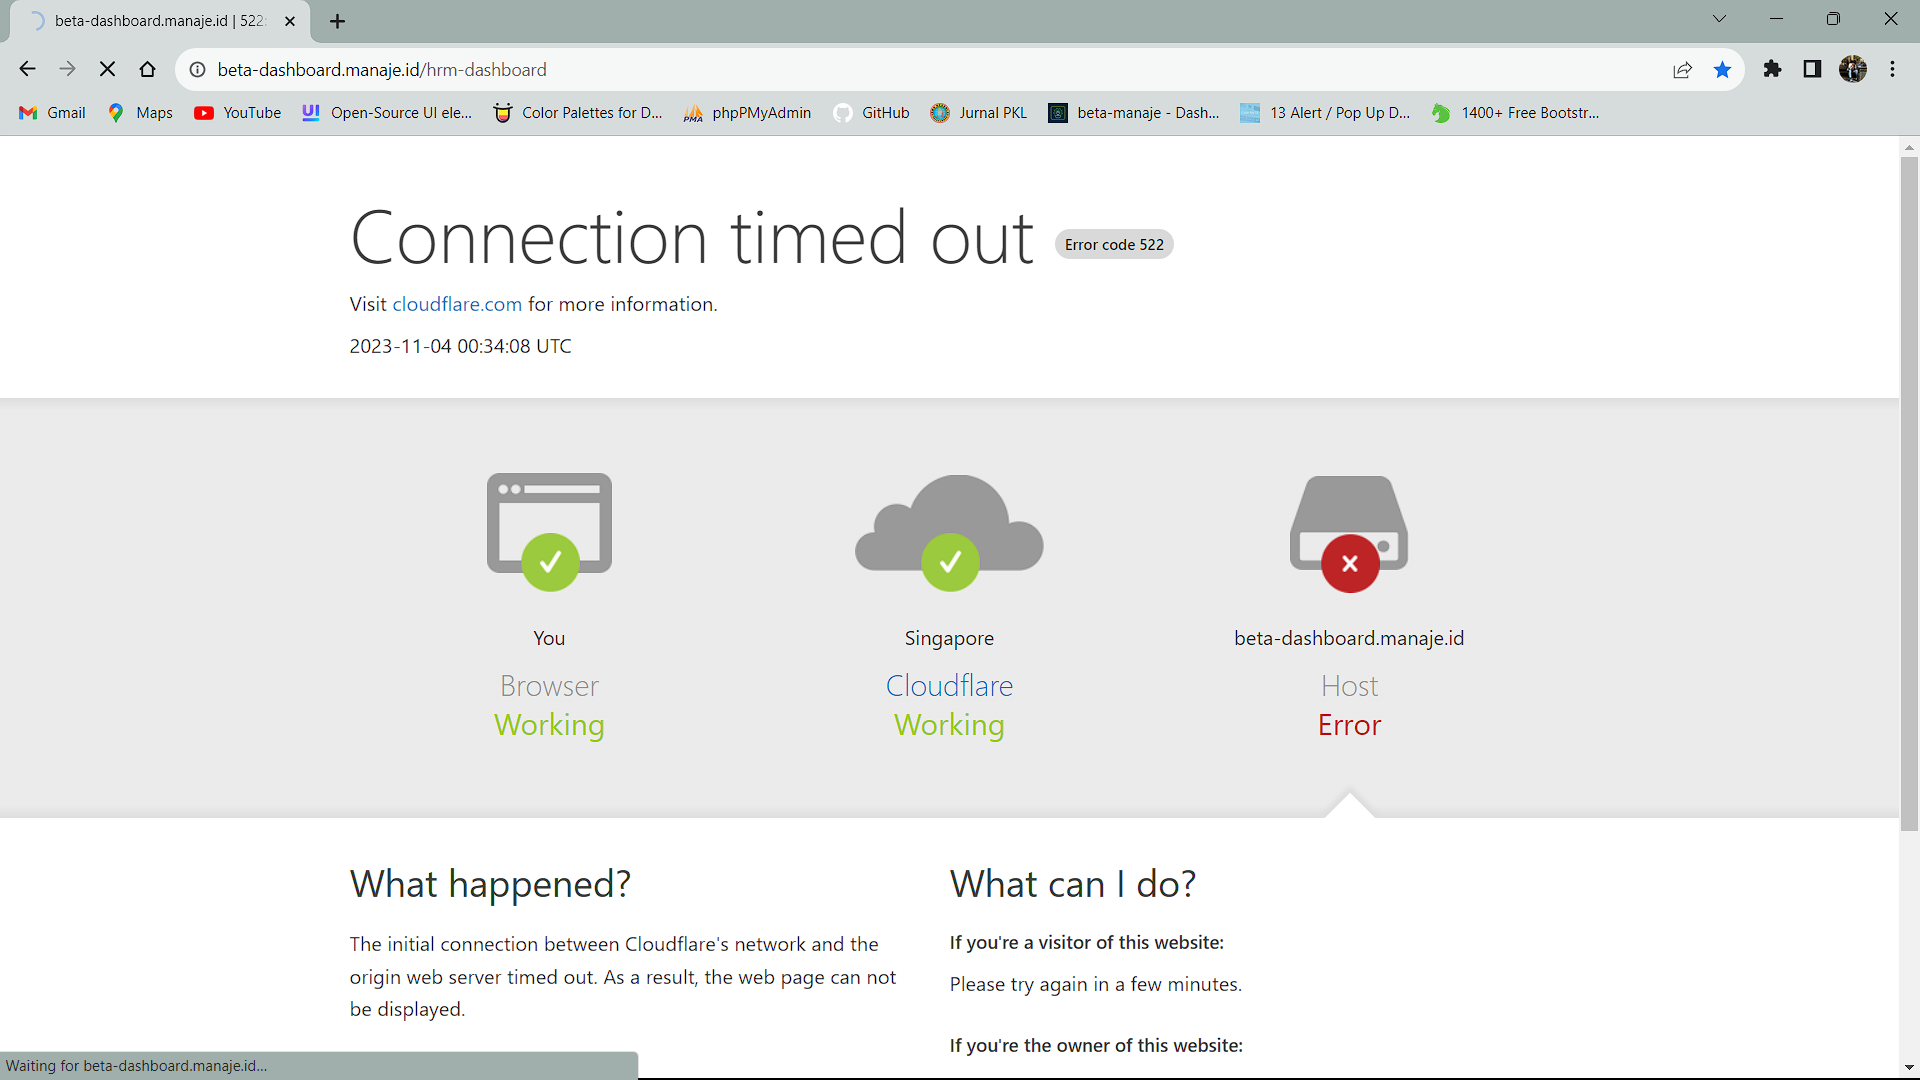 beta-dashboard.manaje.id | 522:
beta-dashboard.manaje.id/hrm-dashboard
Gmail
Maps
YouTube
Open-Source UI ele...
Color Palettes for D...
PMA
phpPMyAdmin
GitHub
Jurnal PKL
beta-manaje - Dash...
13 Alert / Pop Up D...
1400+ Free Bootstr...
Connection timed out
Error code 522
Visit cloudflare.com for more information.
2023-11-04 00:34:08 UTC
You
Browser
Working
Singapore
Cloudflare
Working
beta-dashboard.manaje.id
Host
Error
What happened?
The initial connection between Cloudflare's network and the
origin web server timed out. As a result, the web page can not
be displayed.
What can I do?
If you're a visitor of this website:
Please try again in a few minutes.
If you're the owner of this website:
Waiting for beta-dashboard.manaje.id...